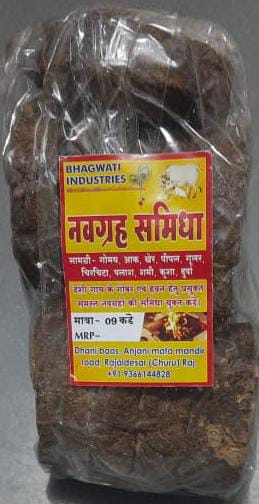 BHAGWATI
INDUSTRIES
नवग्रह समिधा
सामग्री- गोमय, आक, खेर, पीपल, गूलर,
चिरचिटा, पलाश, शमी, कुशा, दुर्वा
देशी गाय के गोबर एवं हवन हेतु प्रयुक्त
समस्त नवग्रहों की समिधा युक्त कंडे।
मात्रा- 09 कंडे
MRP-
Dhani baas, Anjani mata mandir
road, Rajaldesar (Churu) Raj.
+91 9366144828